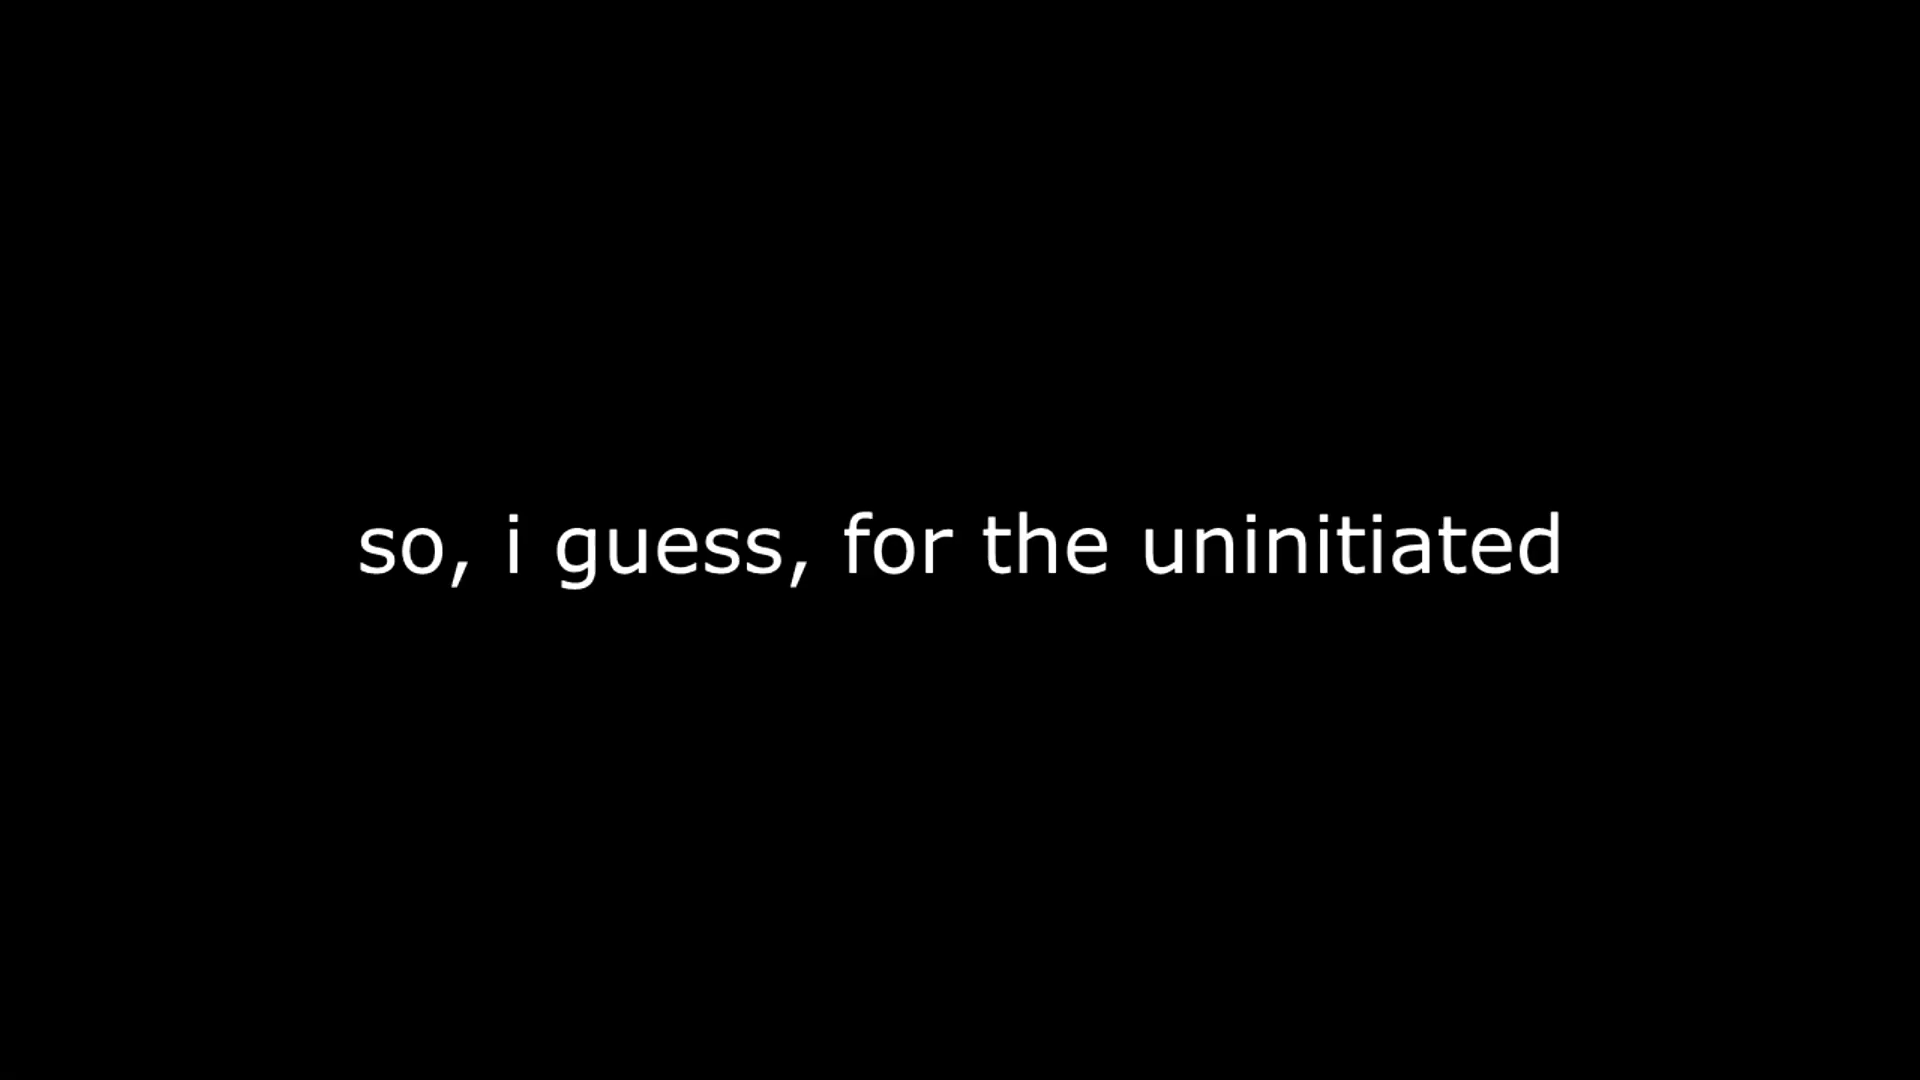 so, i guess, for the uninitiated